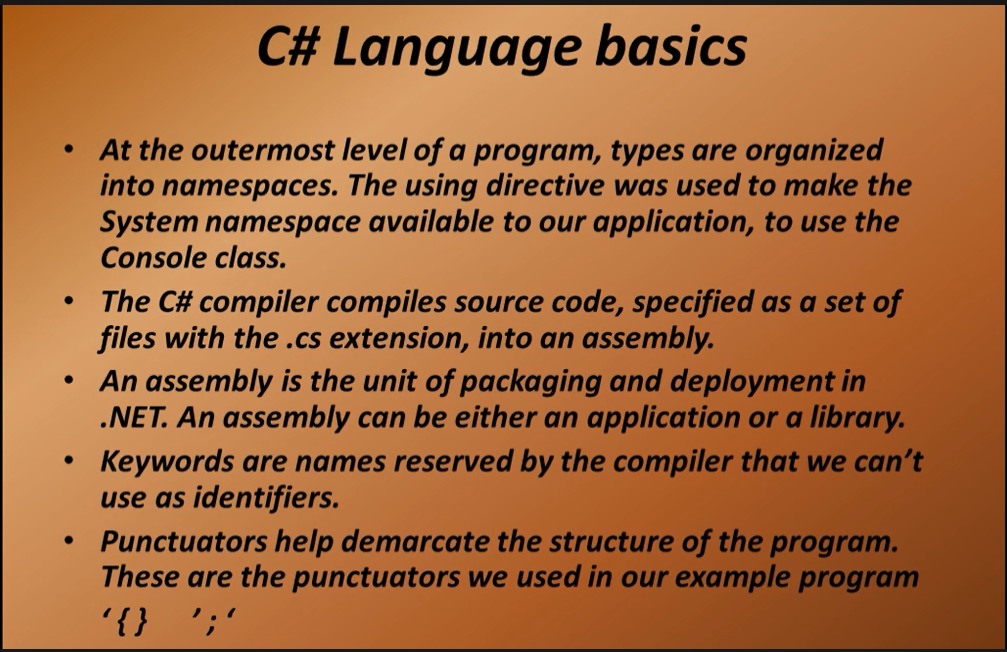 C# Language basics
• At the outermost level of a program, types are organized
into namespaces. The using directive was used to make the
System namespace available to our application, to use the
Console class.
• The C# compiler compiles source code, specified as a set of
files with the .cs extension, into an assembly.
• An assembly is the unit of packaging and deployment in
.NET. An assembly can be either an application or a library.
• Keywords are names reserved by the compiler that we can’t
use as identifiers.
• Punctuators help demarcate the structure of the program.
These are the punctuators we used in our example program
‘{} ’;‘